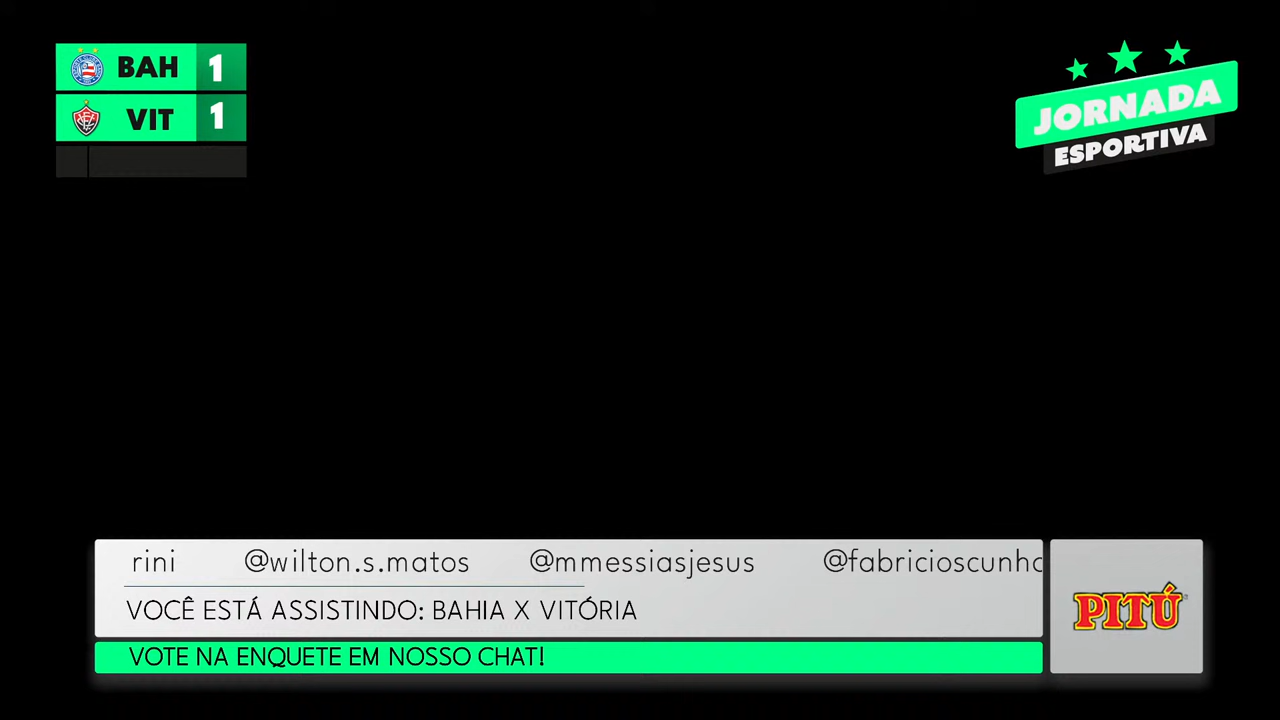 BAH 1
VIT 1
JORNADA
ESPORTIVA
rini @wilton.s.matos @mmessiasjesus @fabricioscunha
VOCÊ ESTÁ ASSISTINDO: BAHIA X VITÓRIA
VOTE NA ENQUETE EM NOSSO CHAT!
PITÚ